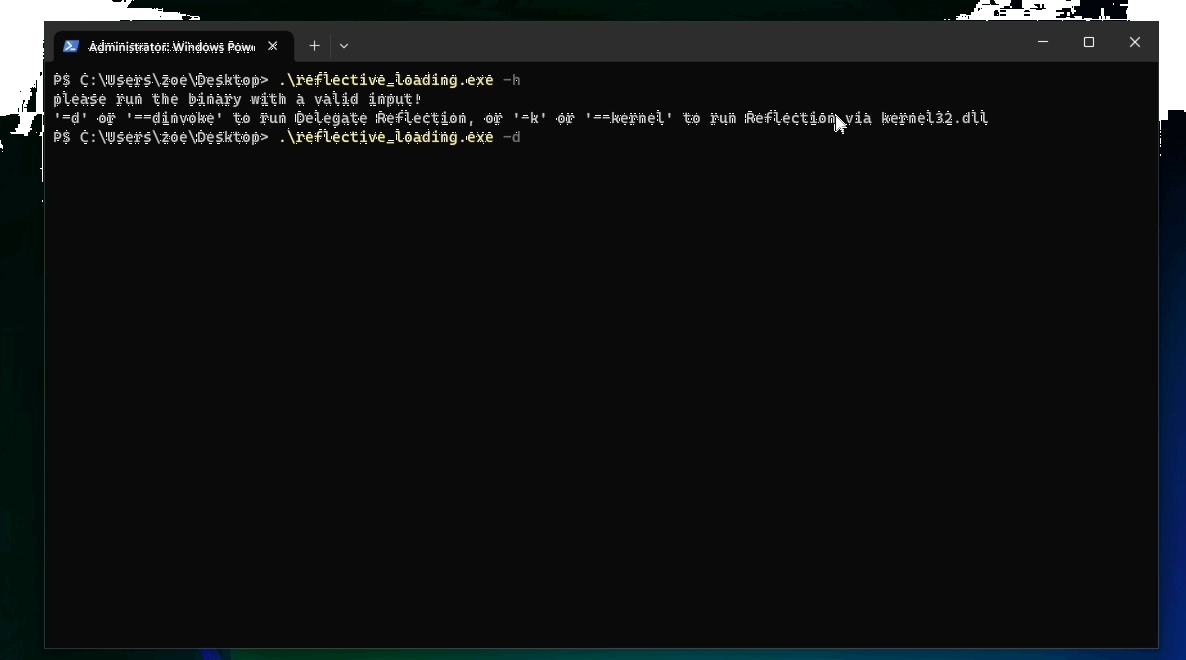 Administrator: Windows Powe
PS C:\Users\zoe\Desktop> .\reflective_loading.exe -h
please run the binary with a valid input!
'-d' or '--dinvoke' to run Delegate Reflection, or '-k' or '--kernel' to run Reflection via kernel32.dll
PS C:\Users\zoe\Desktop> .\reflective_loading.exe -d